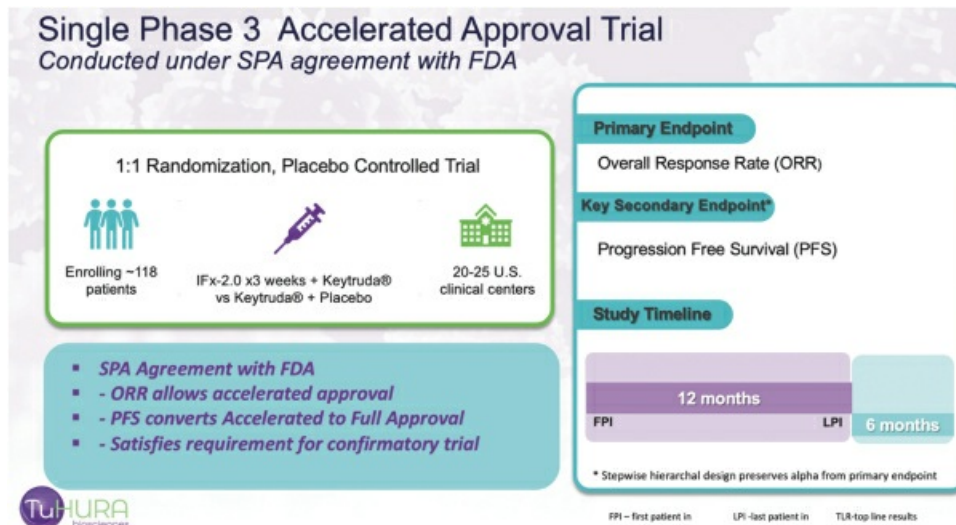 Single Phase 3 Accelerated Approval Trial
Conducted under SPA agreement with FDA
1:1 Randomization, Placebo Controlled Trial
Enrolling ~118
patients
IFx-2.0 x3 weeks + Keytruda®
vs Keytruda® + Placebo
20-25 U.S.
clinical centers
▪ SPA Agreement with FDA
▪ - ORR allows accelerated approval
▪ - PFS converts Accelerated to Full Approval
▪ - Satisfies requirement for confirmatory trial
Primary Endpoint
Overall Response Rate (ORR)
Key Secondary Endpoint*
Progression Free Survival (PFS)
Study Timeline
12 months
FPI
LPI
6 months
* Stepwise hierarchal design preserves alpha from primary endpoint
FPI – first patient in
LPI -last patient in
TLR-top line results
TuHURA
biosciences